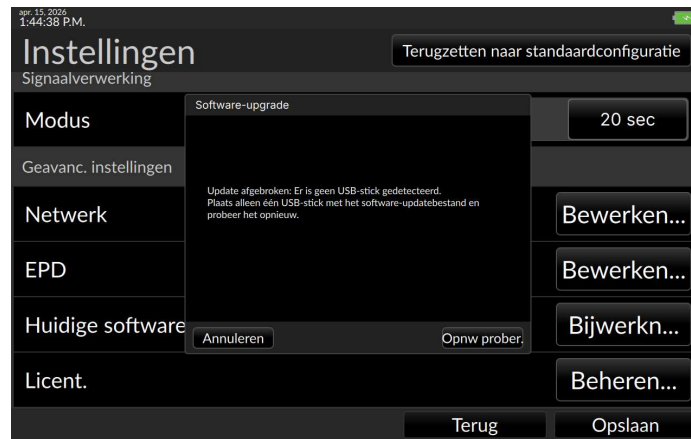 apr. 15, 2026
1:44:38 P.M.
Instellingen
Terugzetten naar standaardconfiguratie
Signaalverwerking
Modus
20 sec
Software-upgrade
Update afgebroken: Er is geen USB-stick gedetecteerd.
Plaats alleen één USB-stick met het software-updatebestand en
probeer het opnieuw.
Annuleren
Opnw prober.
Geavanc. instellingen
Netwerk
Bewerken...
EPD
Bewerken...
Huidige software
Bijwerkn...
Licent.
Beheren...
Terug
Opslaan